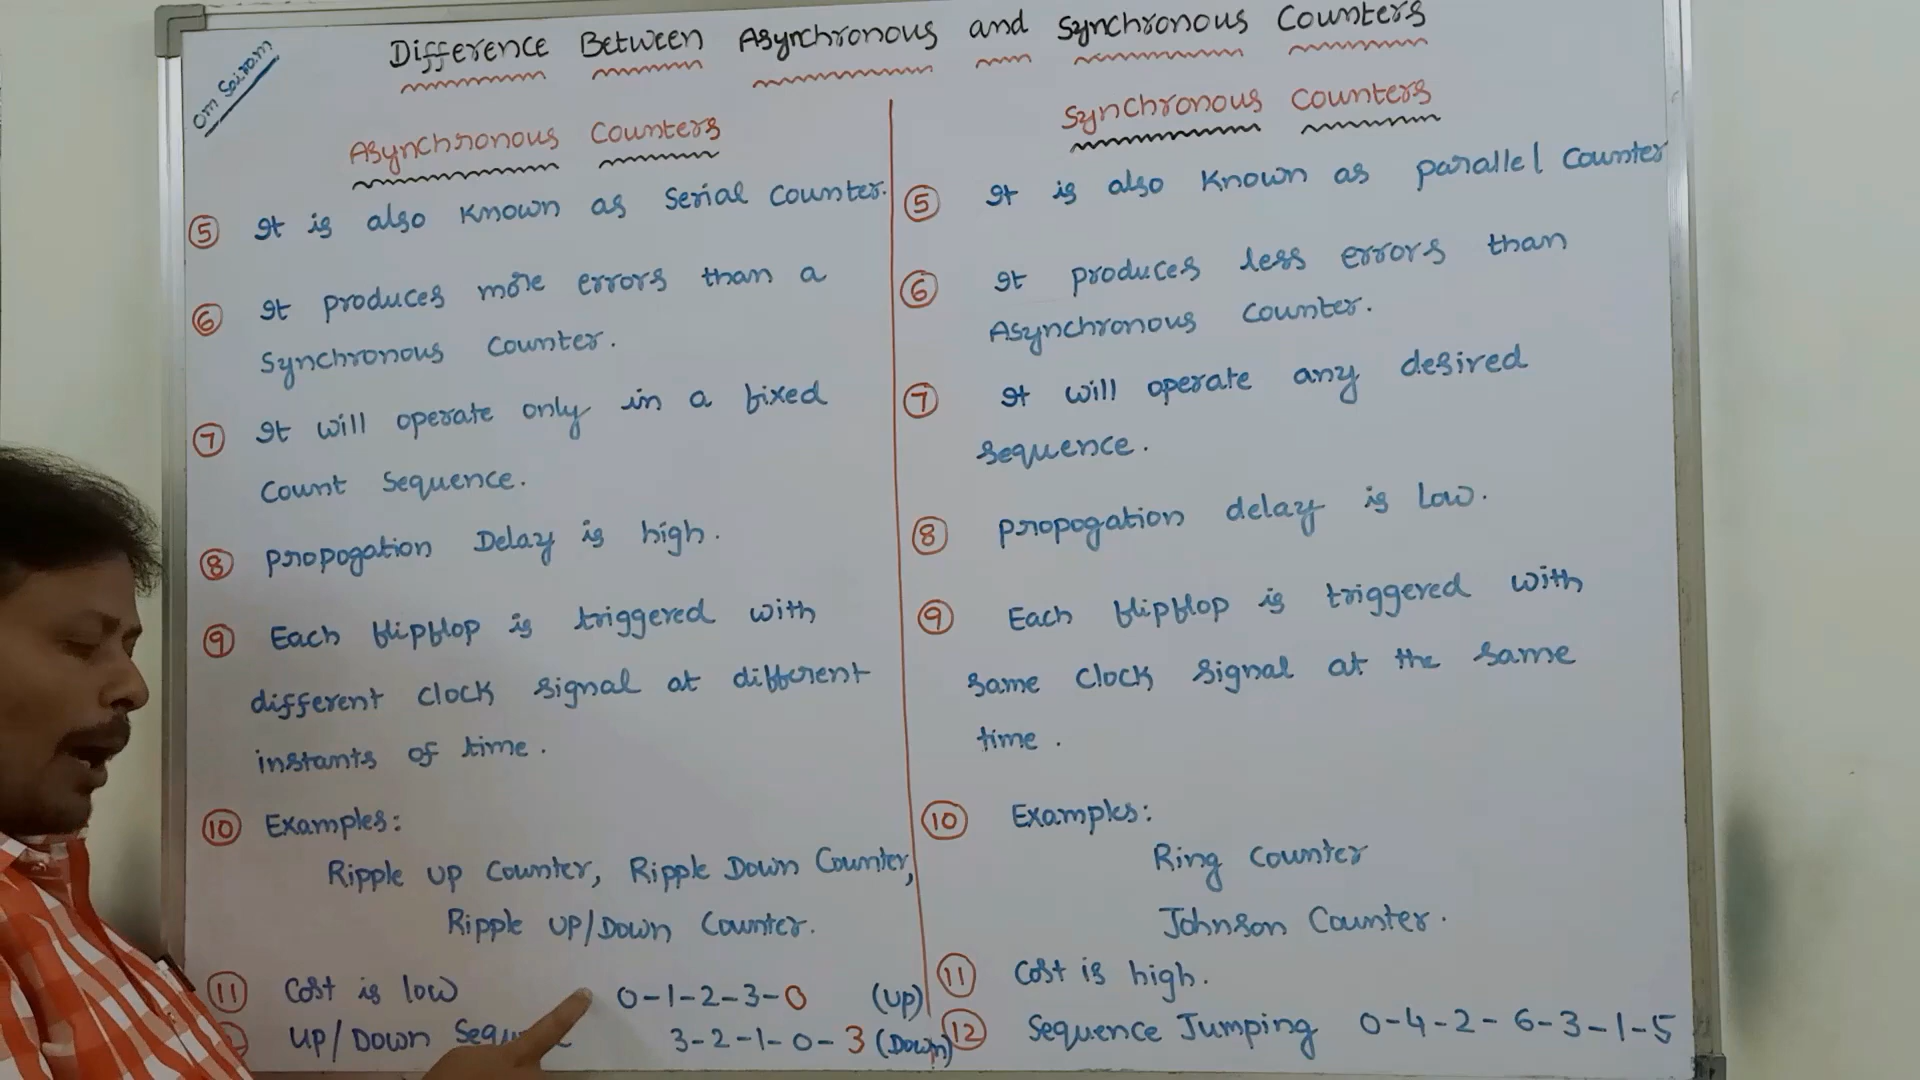 Difference Between Asynchronous and Synchronous Counters
Om Sairam
Asynchronous Counters
⑤ It is also known as Serial Counter.
⑥ It produces more errors than a
Synchronous Counter.
⑦ It will operate only in a fixed
Count Sequence.
⑧ Propogation Delay is high.
⑨ Each flipflop is triggered with
different clock signal at different
instants of time.
⑩ Examples:
Ripple Up Counter, Ripple Down Counter,
Ripple UP/Down Counter.
⑪ Cost is low
0-1-2-3-0 (Up)
UP/Down
3-2-1-0-3 (Down)
Synchronous Counters
⑤ It is also known as parallel Counter
⑥ It produces less errors than
Asynchronous Counter.
⑦ It will operate any desired
Sequence.
⑧ Propogation delay is low.
⑨ Each flipflop is triggered with
same clock signal at the same
time.
⑩ Examples:
Ring Counter
Johnson Counter.
⑪ Cost is high.
⑫ Sequence Jumping 0-4-2-6-3-1-5